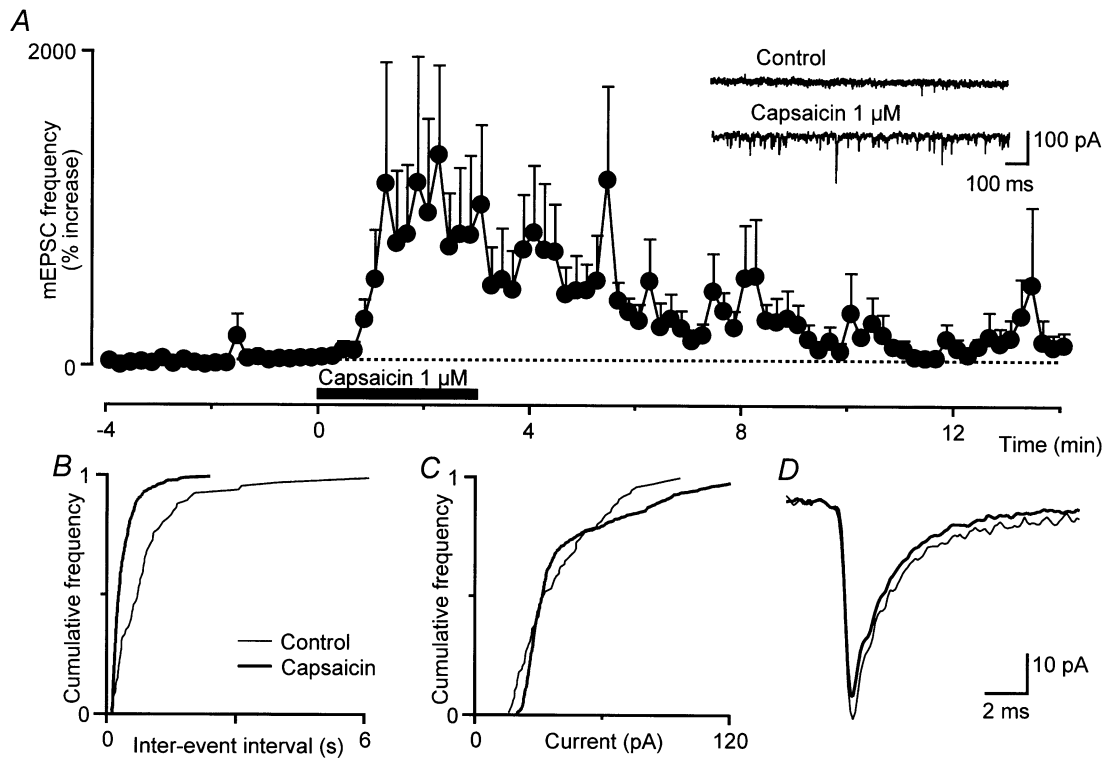 A
2000
mEPSC frequency
(% increase)
0
Control
Capsaicin 1 µM
100 pA
100 ms
Capsaicin 1 µM
-4 0 4 8 12
Time (min)
B
1
Cumulative frequency
0
Control
Capsaicin
0 6
Inter-event interval (s)
C
1
Cumulative frequency
0
0 120
Current (pA)
D
10 pA
2 ms